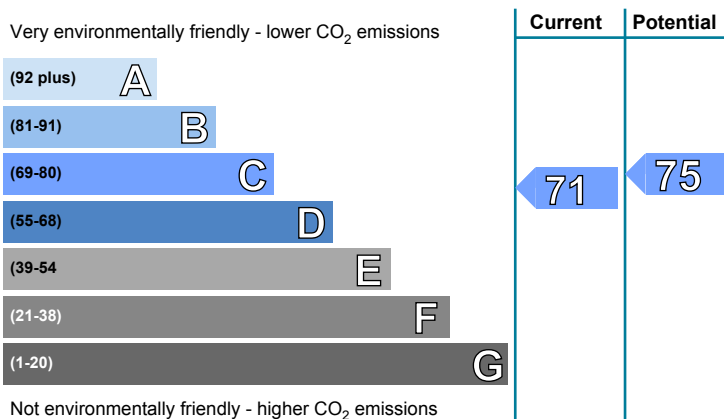 Current Potential
Very environmentally friendly - lower CO2 emissions
(92 plus) A
(81-91) B
(69-80) C
71 75
(55-68) D
(39-54 E
(21-38) F
(1-20) G
Not environmentally friendly - higher CO2 emissions